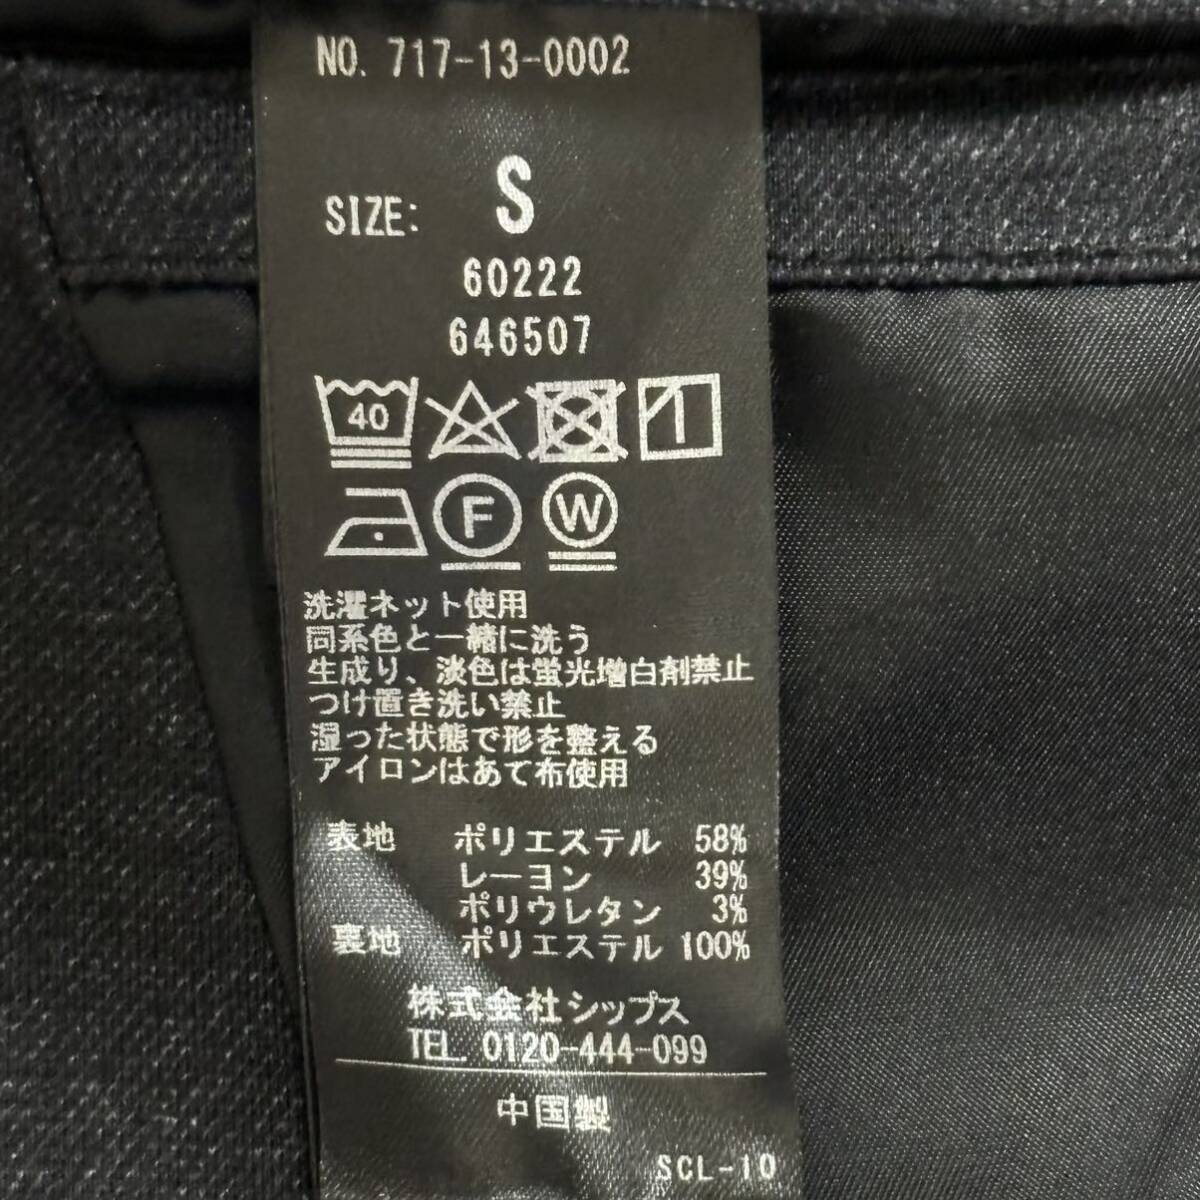 NO. 717-13-0002
SIZE: S
60222
646507
40
F W
洗濯ネット使用
同系色と一緒に洗う
生成り、淡色は蛍光増白剤禁止
つけ置き洗い禁止
湿った状態で形を整える
アイロンはあて布使用
表地 ポリエステル 58%
レーヨン 39%
ポリウレタン 3%
裏地 ポリエステル 100%
株式会社シップス
TEL. 0120-444-099
中国製
SCL-10